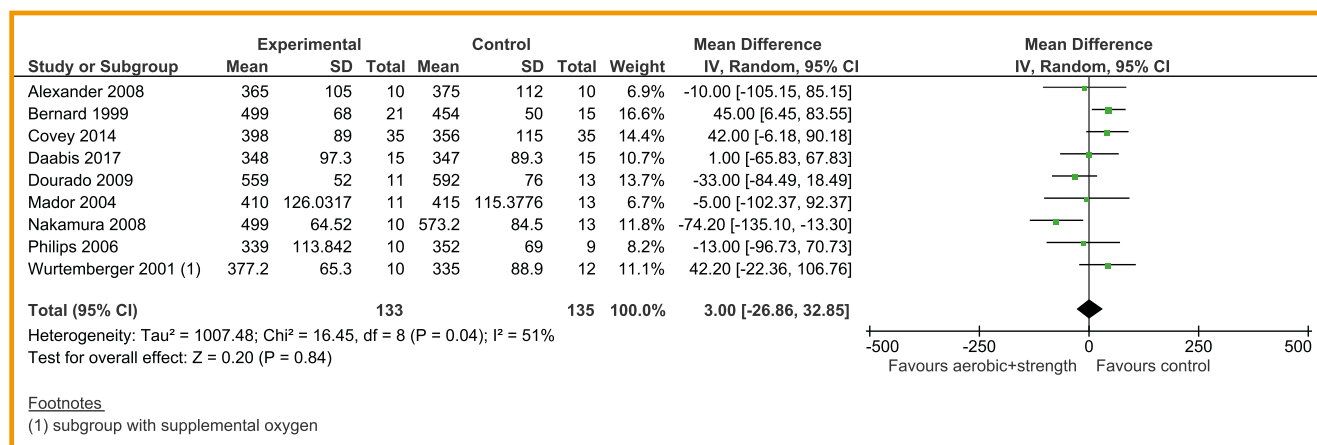 Experimental Control Mean Difference Mean Difference
Study or Subgroup Mean SD Total Mean SD Total Weight IV, Random, 95% CI IV, Random, 95% CI
Alexander 2008 365 105 10 375 112 10 6.9% -10.00 [-105.15, 85.15]
Bernard 1999 499 68 21 454 50 15 16.6% 45.00 [6.45, 83.55]
Covey 2014 398 89 35 356 115 35 14.4% 42.00 [-6.18, 90.18]
Daabis 2017 348 97.3 15 347 89.3 15 10.7% 1.00 [-65.83, 67.83]
Dourado 2009 559 52 11 592 76 13 13.7% -33.00 [-84.49, 18.49]
Mador 2004 410 126.0317 11 415 115.3776 13 6.7% -5.00 [-102.37, 92.37]
Nakamura 2008 499 64.52 10 573.2 84.5 13 11.8% -74.20 [-135.10, -13.30]
Philips 2006 339 113.842 10 352 69 9 8.2% -13.00 [-96.73, 70.73]
Wurtemberger 2001 (1) 377.2 65.3 10 335 88.9 12 11.1% 42.20 [-22.36, 106.76]
Total (95% CI) 133 135 100.0% 3.00 [-26.86, 32.85]
Heterogeneity: Tau² = 1007.48; Chi² = 16.45, df = 8 (P = 0.04); I² = 51%
Test for overall effect: Z = 0.20 (P = 0.84)
-500 -250 0 250 500
Favours aerobic+strength Favours control
Footnotes
(1) subgroup with supplemental oxygen